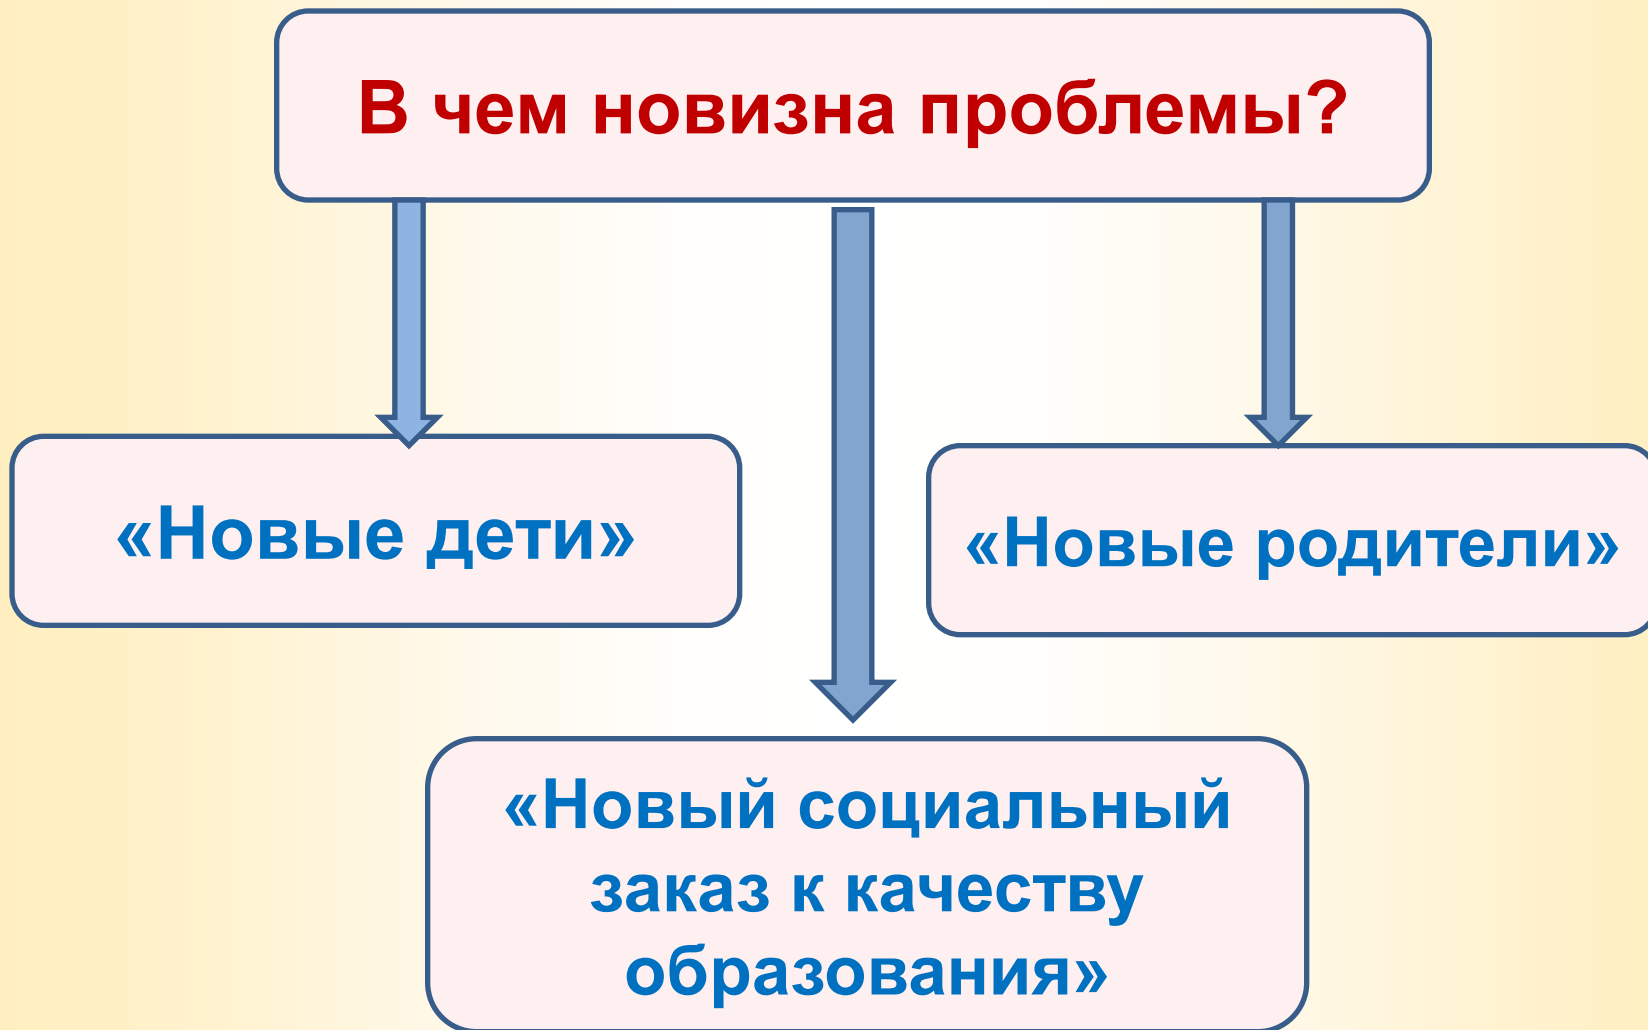 В чем новизна проблемы?
«Новые дети»
«Новые родители»
«Новый социальный
заказ к качеству
образования»